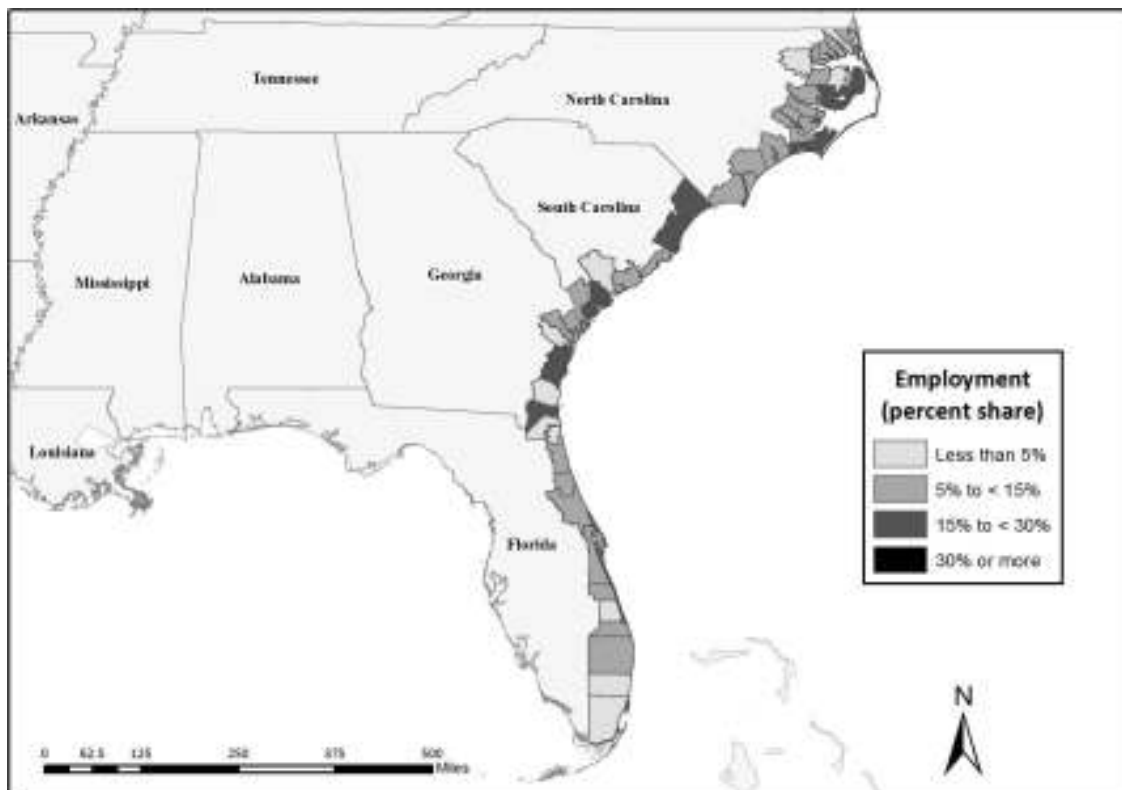 Tennessee
North Carolina
Arkansas
South Carolina
Mississippi
Alabama
Georgia
Louisiana
Florida
Employment
(percent share)
Less than 5%
5% to < 15%
15% to < 30%
30% or more
N
0 62.5 125 250 375 500
Miles